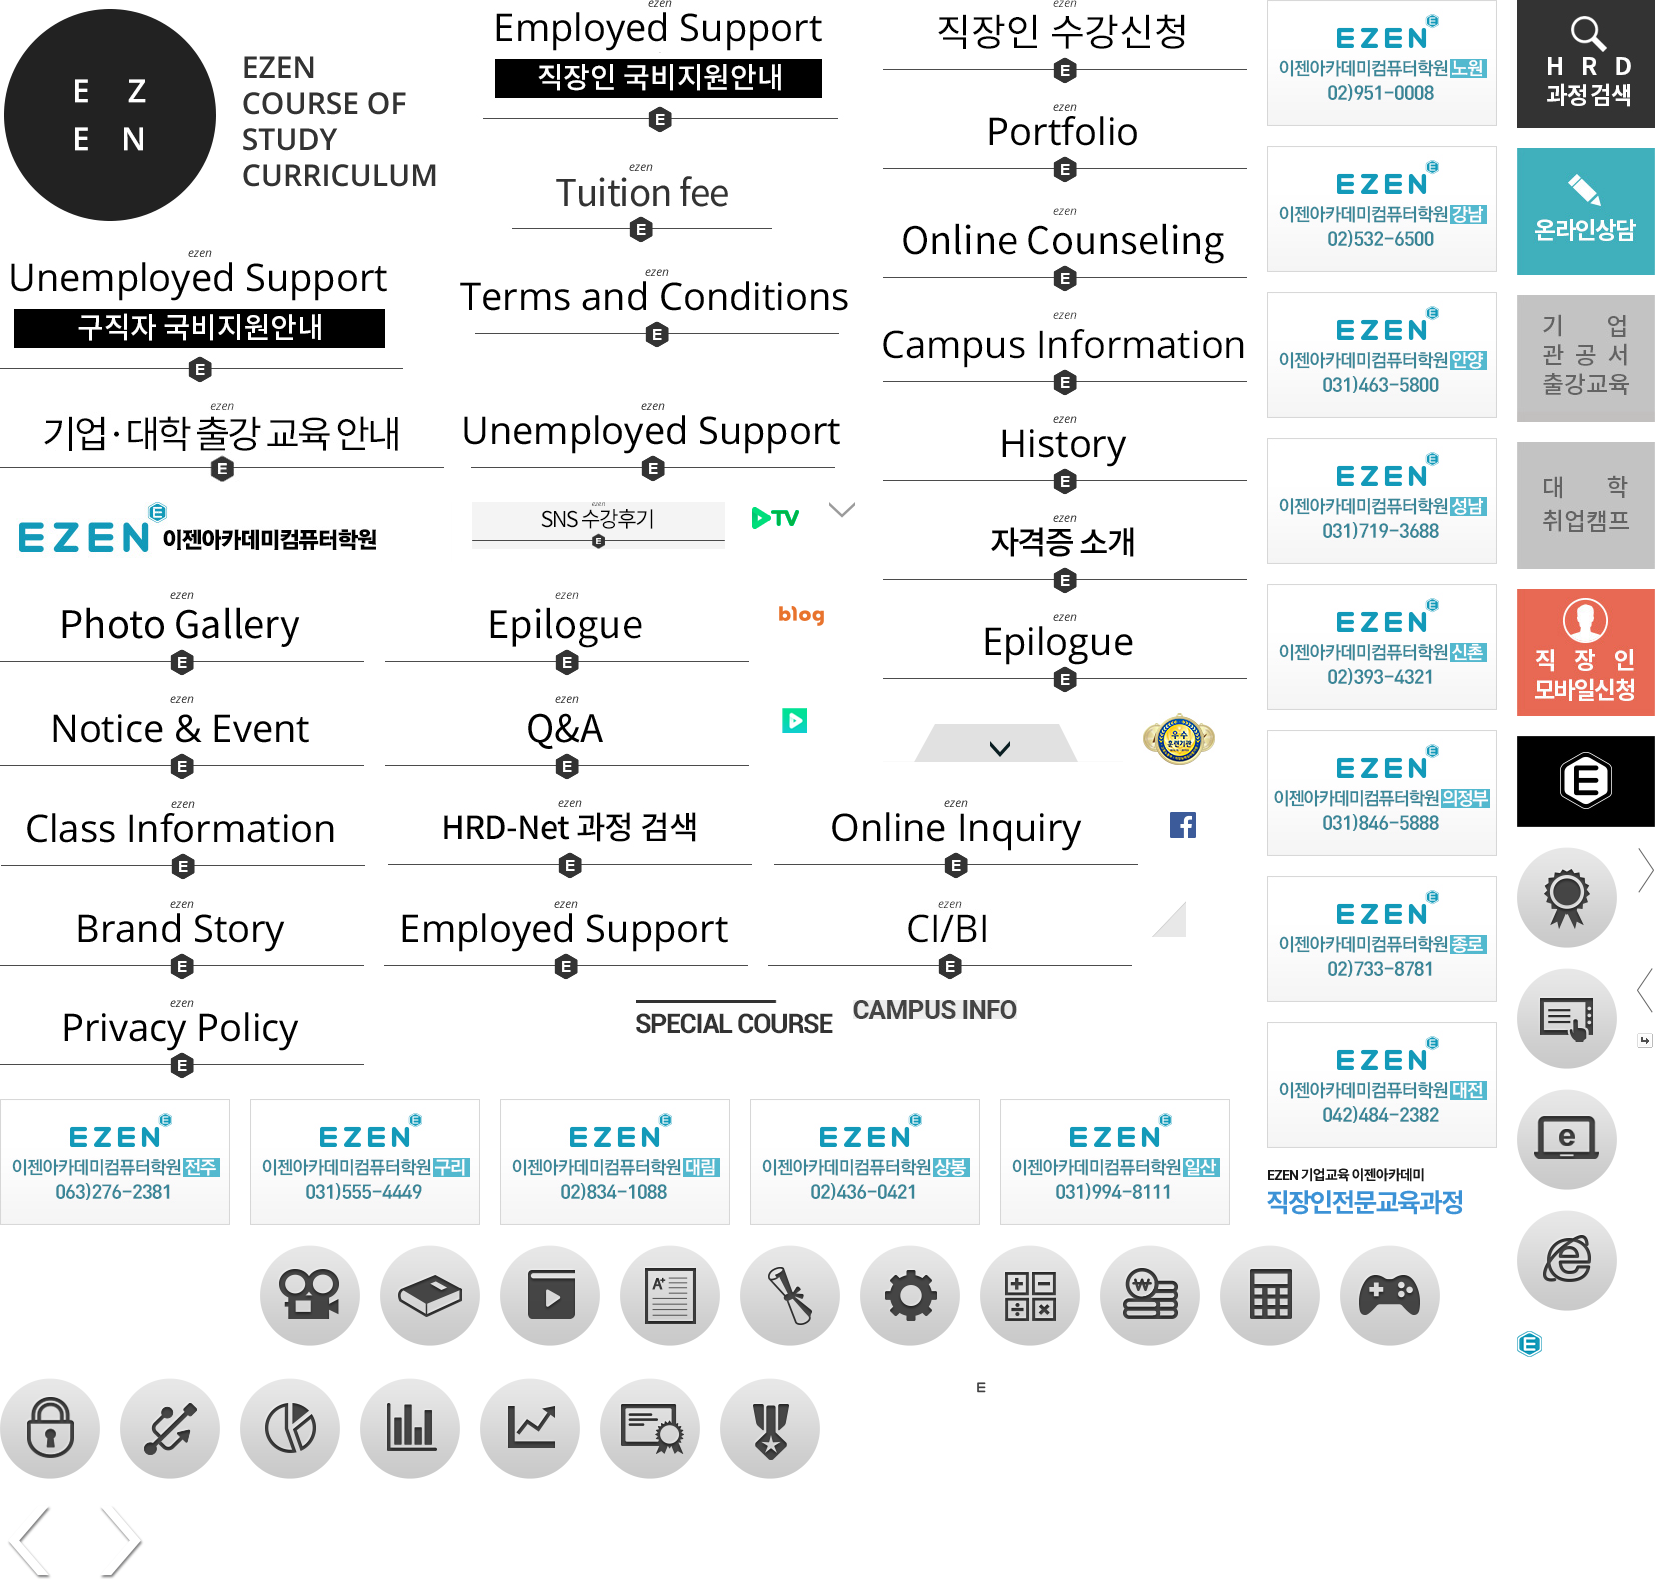 E Z
E N
EZEN
COURSE OF
STUDY
CURRICULUM
ezen
Employed Support
직장인 국비지원안내
E
ezen
Tuition fee
E
ezen
Unemployed Support
구직자 국비지원안내
E
ezen
Terms and Conditions
E
ezen
기업·대학 출강 교육 안내
E
ezen
Unemployed Support
E
EZEN E 이젠아카데미컴퓨터학원
ezen
SNS 수강후기
E
TV
ezen
Photo Gallery
E
ezen
Epilogue
E
blog
ezen
Notice & Event
E
ezen
Q&A
E
ezen
Class Information
E
ezen
HRD-Net 과정 검색
E
ezen
Online Inquiry
E
ezen
Brand Story
E
ezen
Employed Support
E
ezen
CI/BI
E
ezen
Privacy Policy
E
SPECIAL COURSE
CAMPUS INFO
ezen
직장인 수강신청
E
ezen
Portfolio
E
ezen
Online Counseling
E
ezen
Campus Information
E
ezen
History
E
ezen
자격증 소개
E
ezen
Epilogue
E
우수
훈련기관
f
EZEN E
이젠아카데미컴퓨터학원 노원
02)951-0008
EZEN E
이젠아카데미컴퓨터학원 강남
02)532-6500
EZEN E
이젠아카데미컴퓨터학원 안양
031)463-5800
EZEN E
이젠아카데미컴퓨터학원 성남
031)719-3688
EZEN E
이젠아카데미컴퓨터학원 신촌
02)393-4321
EZEN E
이젠아카데미컴퓨터학원 의정부
031)846-5888
EZEN E
이젠아카데미컴퓨터학원 종로
02)733-8781
EZEN E
이젠아카데미컴퓨터학원 대전
042)484-2382
EZEN E
이젠아카데미컴퓨터학원 전주
063)276-2381
EZEN E
이젠아카데미컴퓨터학원 구리
031)555-4449
EZEN E
이젠아카데미컴퓨터학원 대림
02)834-1088
EZEN E
이젠아카데미컴퓨터학원 상봉
02)436-0421
EZEN E
이젠아카데미컴퓨터학원 일산
031)994-8111
EZEN 기업교육 이젠아카데미
직장인전문교육과정
H R D
과정 검색
온라인상담
기 업
관 공 서
출강교육
대 학
취업캠프
직 장 인
모바일신청
E
e
e
E
A+
₩
E